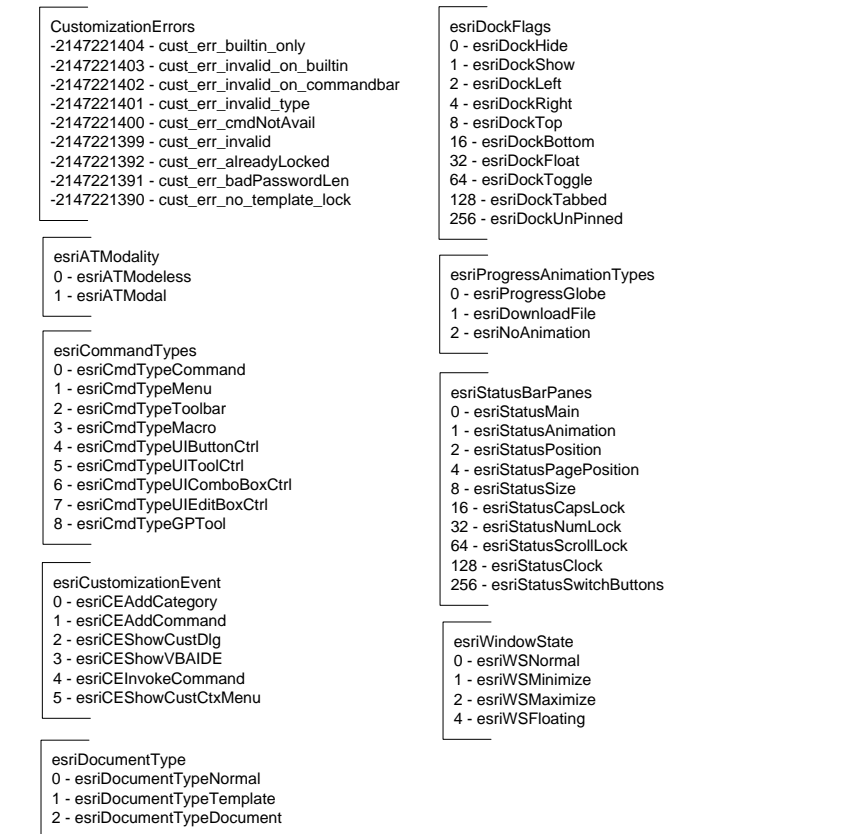 CustomizationErrors
-2147221404 - cust_err_builtin_only
-2147221403 - cust_err_invalid_on_builtin
-2147221402 - cust_err_invalid_on_commandbar
-2147221401 - cust_err_invalid_type
-2147221400 - cust_err_cmdNotAvail
-2147221399 - cust_err_invalid
-2147221392 - cust_err_alreadyLocked
-2147221391 - cust_err_badPasswordLen
-2147221390 - cust_err_no_template_lock
esriATModality
0 - esriATModeless
1 - esriATModal
esriCommandTypes
0 - esriCmdTypeCommand
1 - esriCmdTypeMenu
2 - esriCmdTypeToolbar
3 - esriCmdTypeMacro
4 - esriCmdTypeUIButtonCtrl
5 - esriCmdTypeUIToolCtrl
6 - esriCmdTypeUIComboBoxCtrl
7 - esriCmdTypeUIEditBoxCtrl
8 - esriCmdTypeGPTool
esriCustomizationEvent
0 - esriCEAddCategory
1 - esriCEAddCommand
2 - esriCEShowCustDlg
3 - esriCEShowVBAIDE
4 - esriCEInvokeCommand
5 - esriCEShowCustCtxMenu
esriDocumentType
0 - esriDocumentTypeNormal
1 - esriDocumentTypeTemplate
2 - esriDocumentTypeDocument
esriDockFlags
0 - esriDockHide
1 - esriDockShow
2 - esriDockLeft
4 - esriDockRight
8 - esriDockTop
16 - esriDockBottom
32 - esriDockFloat
64 - esriDockToggle
128 - esriDockTabbed
256 - esriDockUnPinned
esriProgressAnimationTypes
0 - esriProgressGlobe
1 - esriDownloadFile
2 - esriNoAnimation
esriStatusBarPanes
0 - esriStatusMain
1 - esriStatusAnimation
2 - esriStatusPosition
4 - esriStatusPagePosition
8 - esriStatusSize
16 - esriStatusCapsLock
32 - esriStatusNumLock
64 - esriStatusScrollLock
128 - esriStatusClock
256 - esriStatusSwitchButtons
esriWindowState
0 - esriWSNormal
1 - esriWSMinimize
2 - esriWSMaximize
4 - esriWSFloating